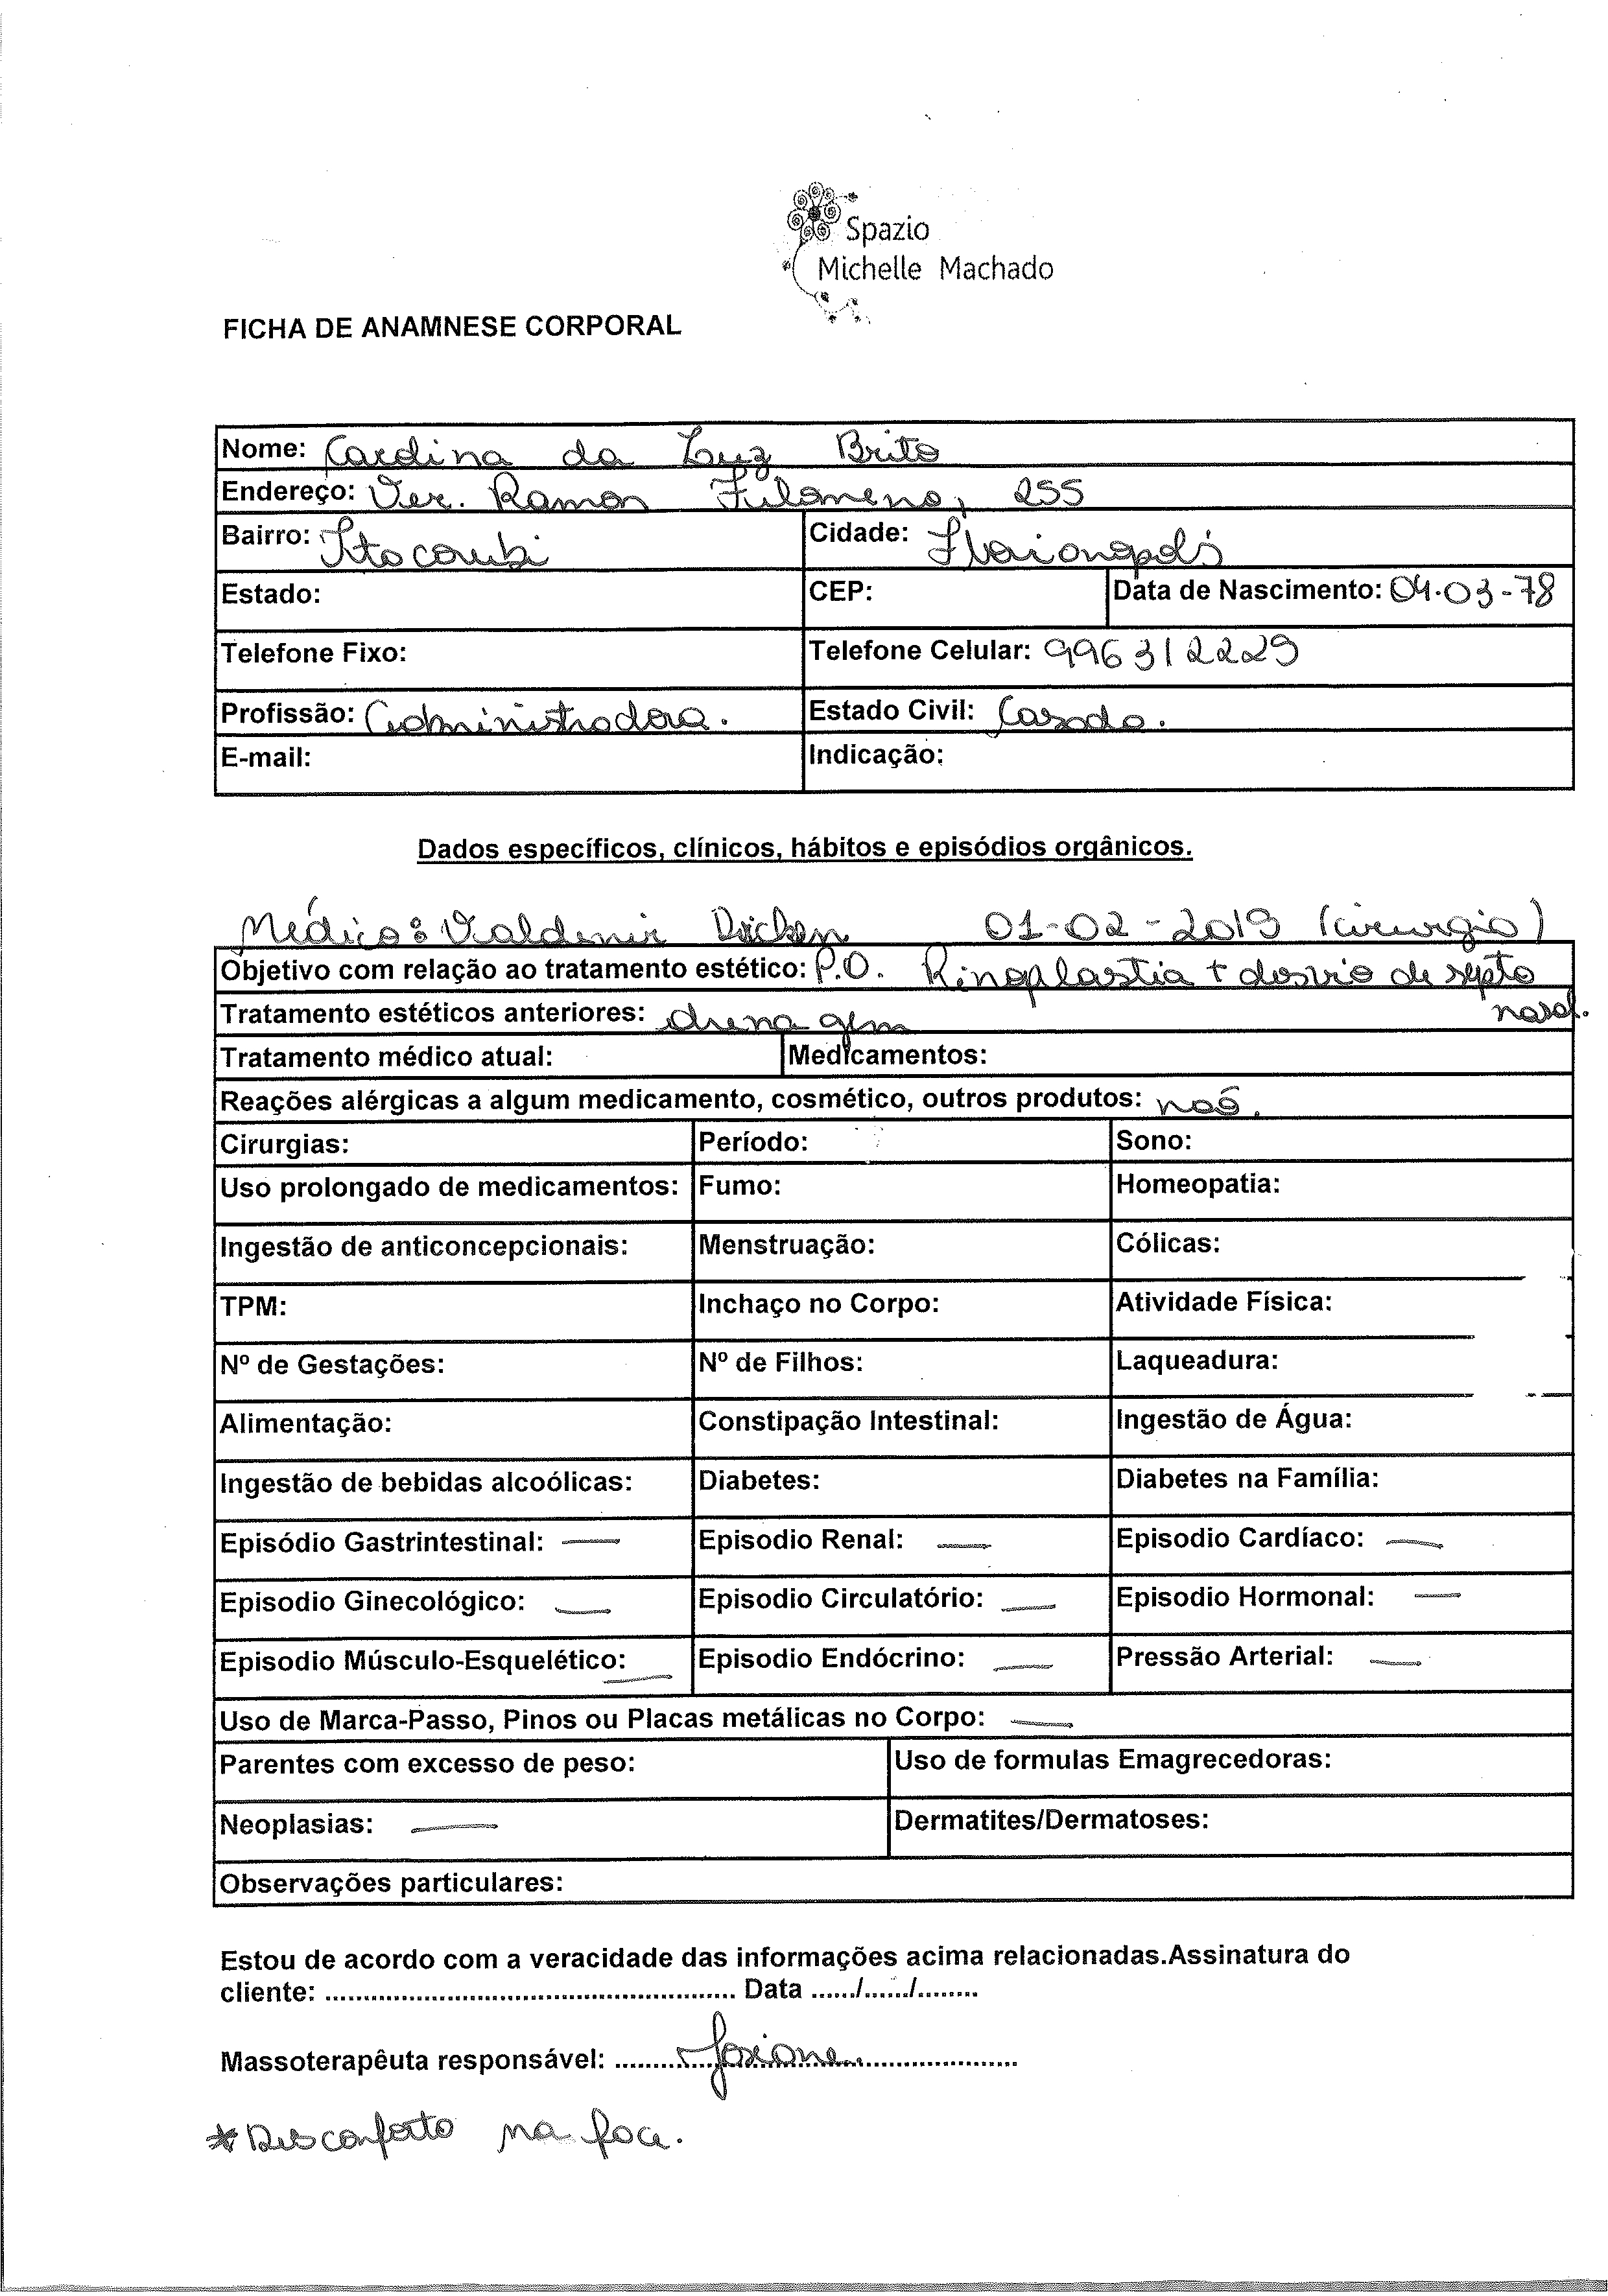 Spazio
Michelle Machado
FICHA DE ANAMNESE CORPORAL
Nome: Cardina da Luz Brito
Endereço: Ver. Ramon Filomeno, 255
Bairro: Itacorubi Cidade: Florianopolis
Estado: CEP: Data de Nascimento: 04-03-78
Telefone Fixo: Telefone Celular: 996312229
Profissão: Administradora. Estado Civil: Casada.
E-mail: Indicação:
Dados específicos, clínicos, hábitos e episódios orgânicos.
Médico: Valdemir 01-02-2019 (cirurgia)
Objetivo com relação ao tratamento estético: P.O. Rinoplastia + desvio de septo
nasal.
Tratamento estéticos anteriores: drenagem
Tratamento médico atual: Medicamentos:
Reações alérgicas a algum medicamento, cosmético, outros produtos: não.
Cirurgias: Período: Sono:
Uso prolongado de medicamentos: Fumo: Homeopatia:
Ingestão de anticoncepcionais: Menstruação: Cólicas:
TPM: Inchaço no Corpo: Atividade Física:
Nº de Gestações: Nº de Filhos: Laqueadura:
Alimentação: Constipação Intestinal: Ingestão de Água:
Ingestão de bebidas alcoólicas: Diabetes: Diabetes na Família:
Episódio Gastrintestinal: — Episodio Renal: — Episodio Cardíaco: —
Episodio Ginecológico: — Episodio Circulatório: — Episodio Hormonal: —
Episodio Músculo-Esquelético: — Episodio Endócrino: — Pressão Arterial: —
Uso de Marca-Passo, Pinos ou Placas metálicas no Corpo: —
Parentes com excesso de peso: Uso de formulas Emagrecedoras:
Neoplasias: — Dermatites/Dermatoses:
Observações particulares:
Estou de acordo com a veracidade das informações acima relacionadas.Assinatura do
cliente: ...................................................... Data ....../....../........
Massoterapêuta responsável: ......... Josiane .....................
* Desconforto na face.